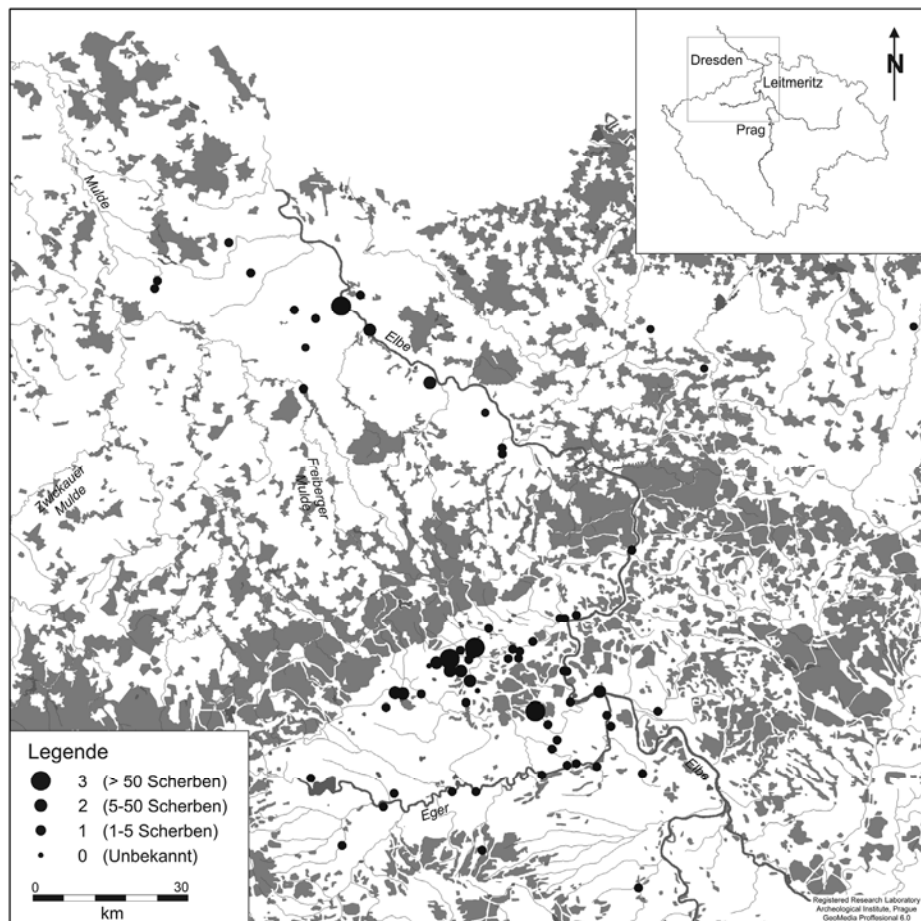 Dresden
Leitmeritz
Prag
N
Mulde
Elbe
Zwickauer
Mulde
Freiberger
Mulde
Elbe
Eger
Legende
3 (> 50 Scherben)
2 (5-50 Scherben)
1 (1-5 Scherben)
0 (Unbekannt)
0 30
km
Registered Research Laboratory
Archeological Institute, Prague
GeoMedia Proffesional 6.0